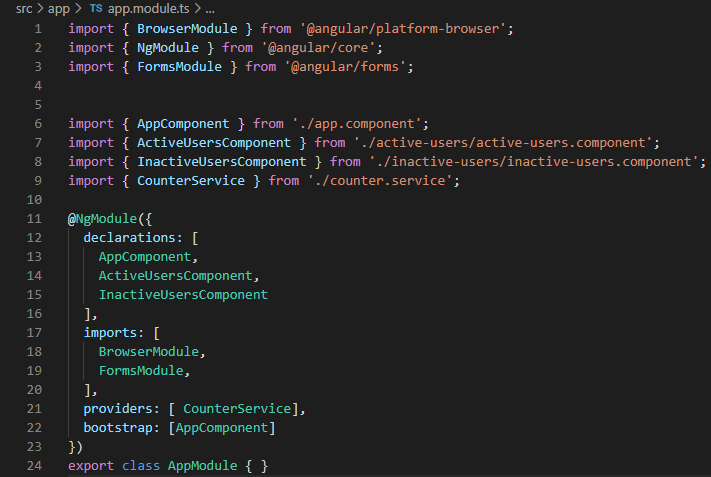 src > app > TS app.module.ts > ...
1 import { BrowserModule } from '@angular/platform-browser';
2 import { NgModule } from '@angular/core';
3 import { FormsModule } from '@angular/forms';
4
5
6 import { AppComponent } from './app.component';
7 import { ActiveUsersComponent } from './active-users/active-users.component';
8 import { InactiveUsersComponent } from './inactive-users/inactive-users.component';
9 import { CounterService } from './counter.service';
10
11 @NgModule({
12   declarations: [
13     AppComponent,
14     ActiveUsersComponent,
15     InactiveUsersComponent
16   ],
17   imports: [
18     BrowserModule,
19     FormsModule,
20   ],
21   providers: [ CounterService],
22   bootstrap: [AppComponent]
23 })
24 export class AppModule { }